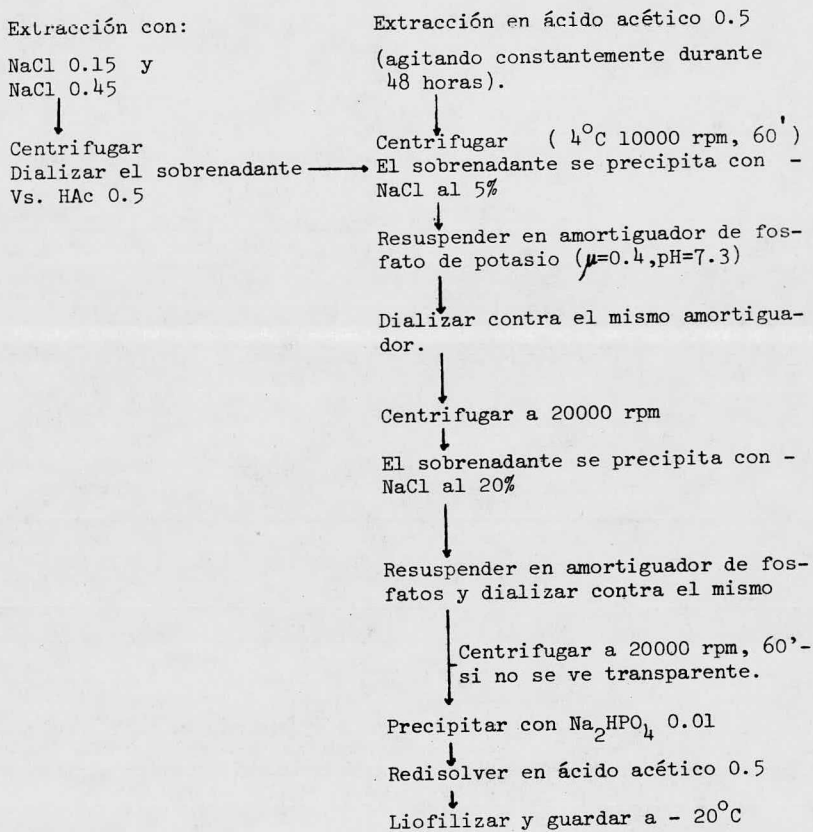 Extracción con:
NaCl 0.15 y
NaCl 0.45
Centrifugar
Dializar el sobrenadante
Vs. HAc 0.5
Extracción en ácido acético 0.5
(agitando constantemente durante
48 horas).
Centrifugar ( 4°C 10000 rpm, 60')
El sobrenadante se precipita con -
NaCl al 5%
Resuspender en amortiguador de fos-
fato de potasio (μ=0.4,pH=7.3)
Dializar contra el mismo amortigua-
dor.
Centrifugar a 20000 rpm
El sobrenadante se precipita con -
NaCl al 20%
Resuspender en amortiguador de fos-
fatos y dializar contra el mismo
Centrifugar a 20000 rpm, 60'-
si no se ve transparente.
Precipitar con Na₂HPO₄ 0.01
Redisolver en ácido acético 0.5
Liofilizar y guardar a - 20°C